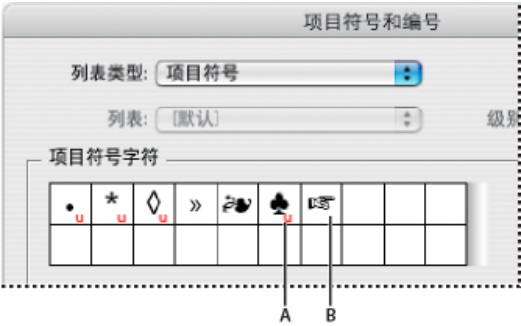 项目符号和编号
列表类型: 项目符号
列表: [默认] 级别
项目符号字符
•u *u ◊u » ❧ ♣u ☞
A B